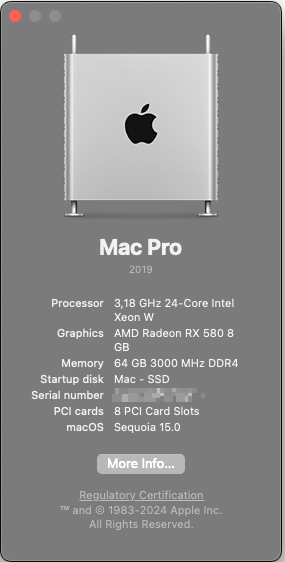 Mac Pro
2019
Processor 3,18 GHz 24-Core Intel
Xeon W
Graphics AMD Radeon RX 580 8
GB
Memory 64 GB 3000 MHz DDR4
Startup disk Mac - SSD
Serial number
PCI cards 8 PCI Card Slots
macOS Sequoia 15.0
More Info...
Regulatory Certification
™ and © 1983-2024 Apple Inc.
All Rights Reserved.